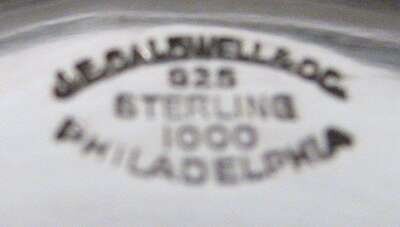 J.E.CALDWELL&CO.
925
STERLING
1000
PHILADELPHIA